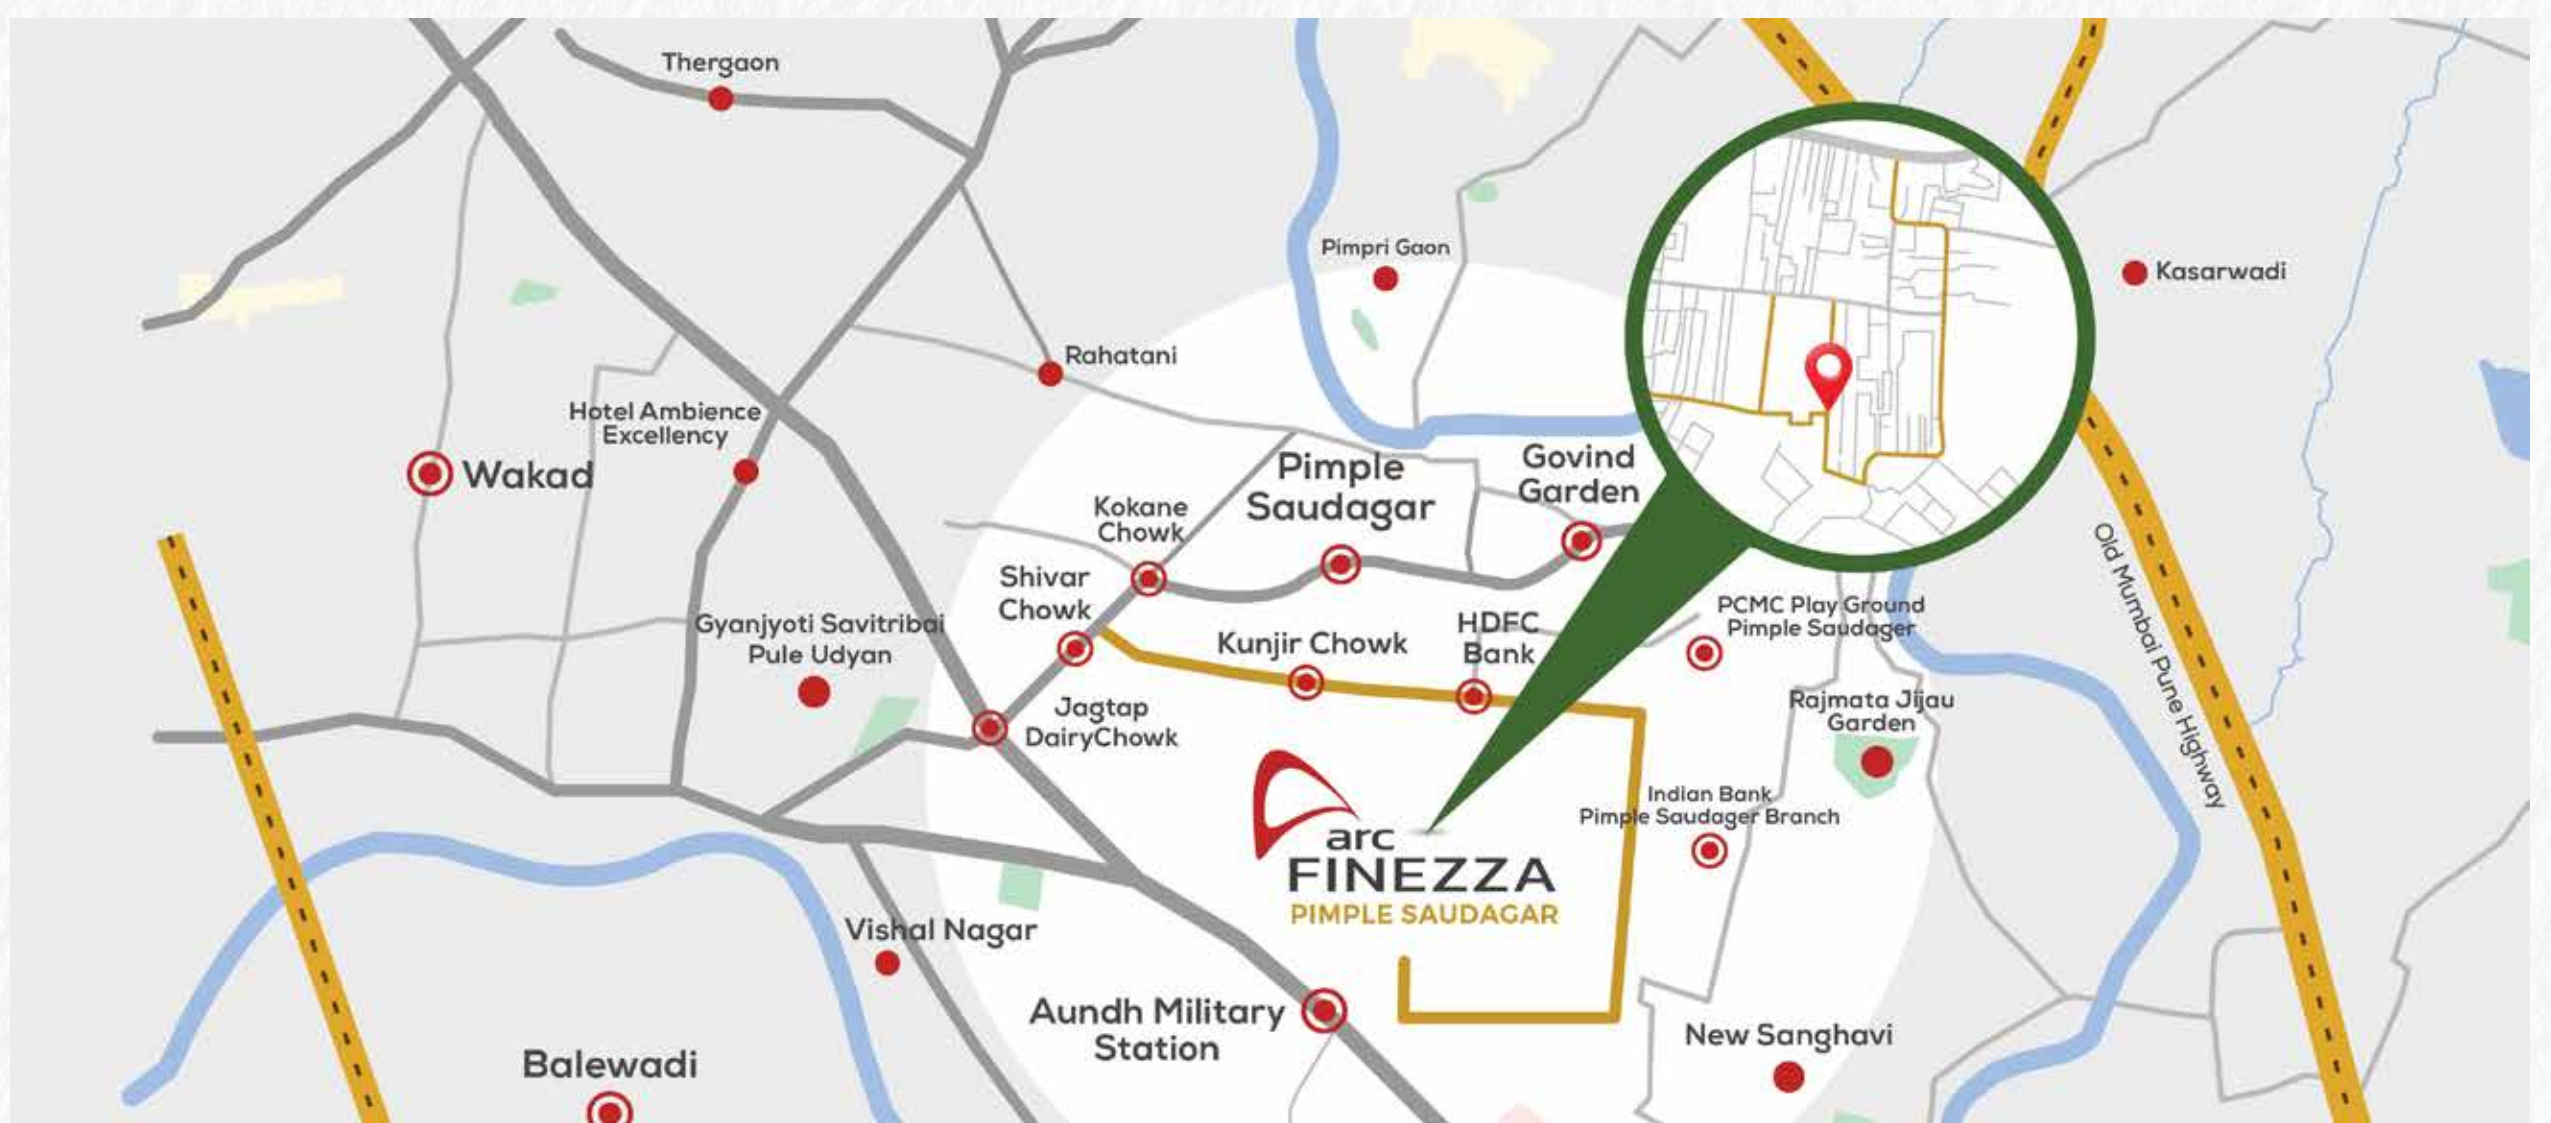 Thergaon
Pimpri Gaon
Kasarwadi
Rahatani
Hotel Ambience
Excellency
Wakad
Pimple
Saudagar
Govind
Garden
Kokane
Chowk
Shivar
Chowk
Old Mumbai Pune Highway
PCMC Play Ground
Pimple Saudager
Gyanjyoti Savitribai
Pule Udyan
Kunjir Chowk
HDFC
Bank
Rajmata Jijau
Garden
Jagtap
DairyChowk
Indian Bank
Pimple Saudager Branch
arc
FINEZZA
PIMPLE SAUDAGAR
Vishal Nagar
Aundh Military
Station
New Sanghavi
Balewadi